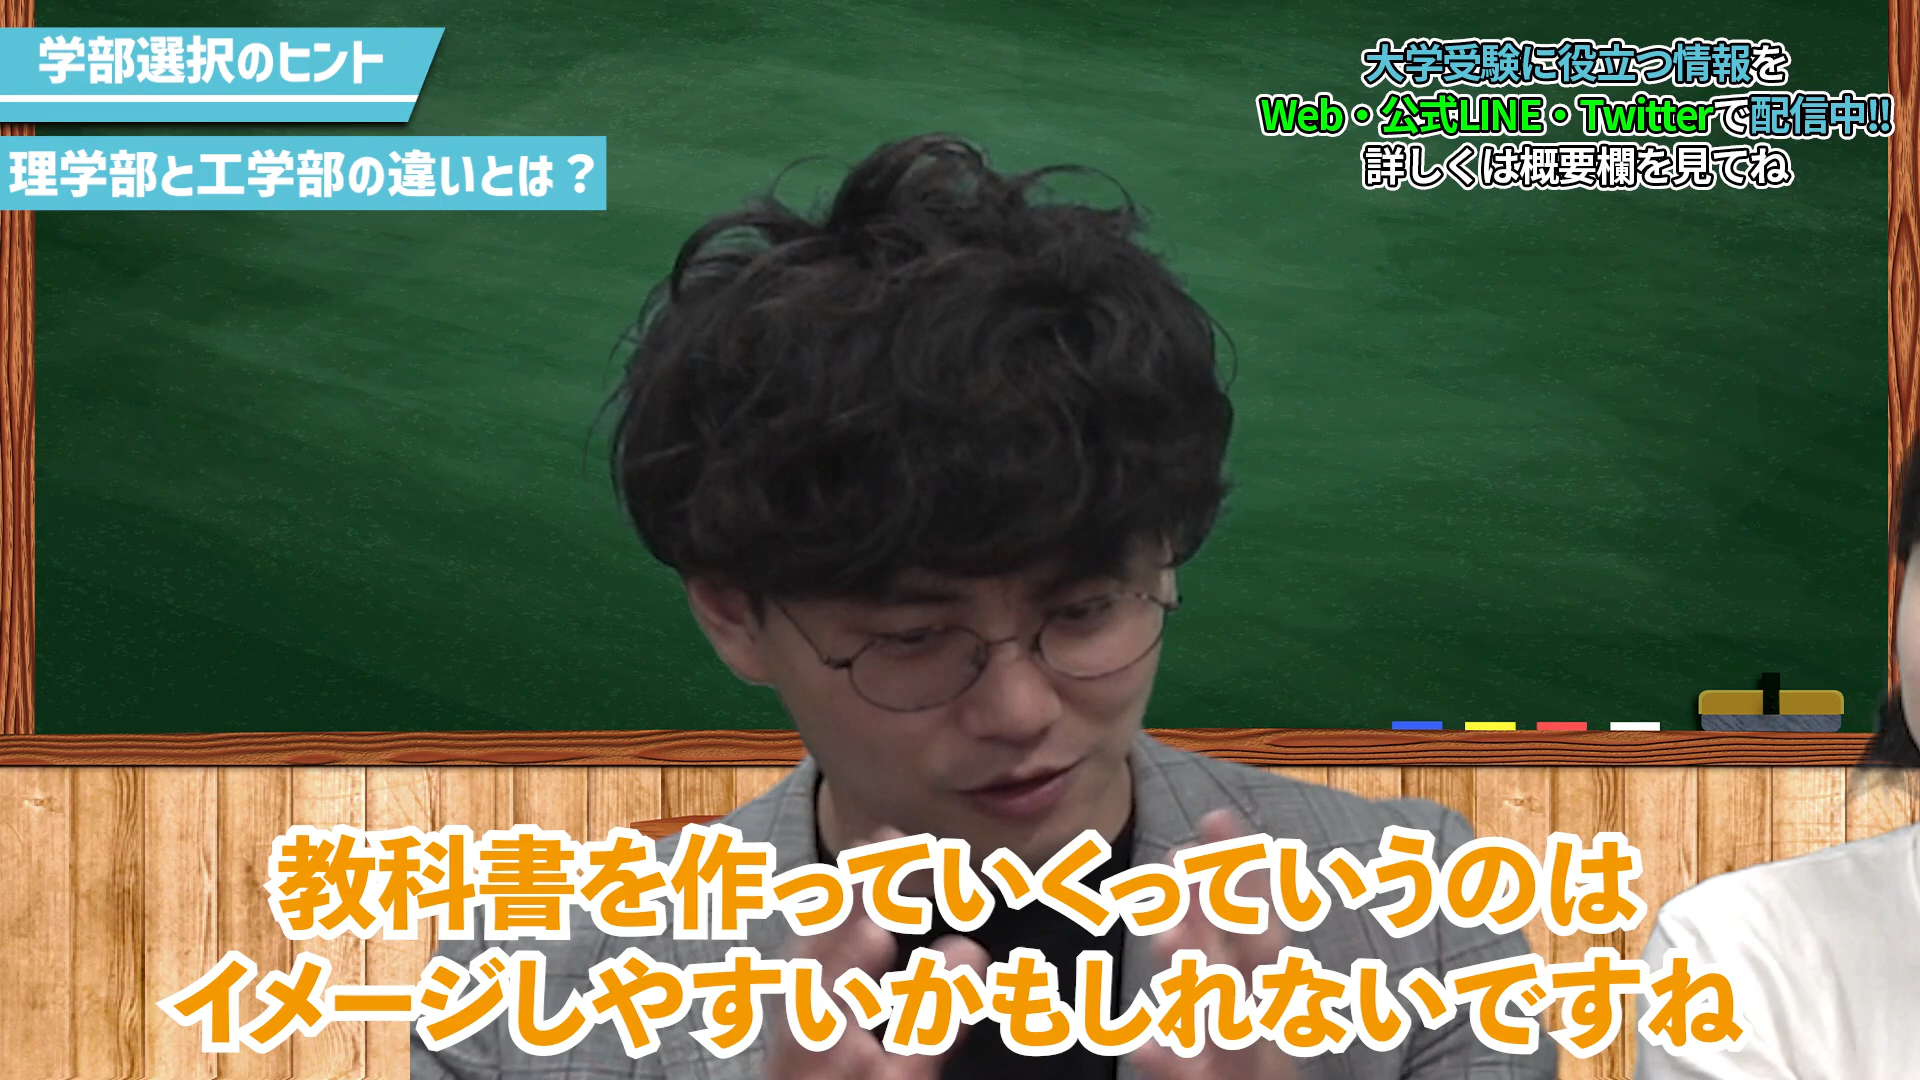 学部選択のヒント
理学部と工学部の違いとは？
大学受験に役立つ情報を
Web・公式LINE・Twitterで配信中!!
詳しくは概要欄を見てね
教科書を作っていくっていうのは
イメージしやすいかもしれないですね